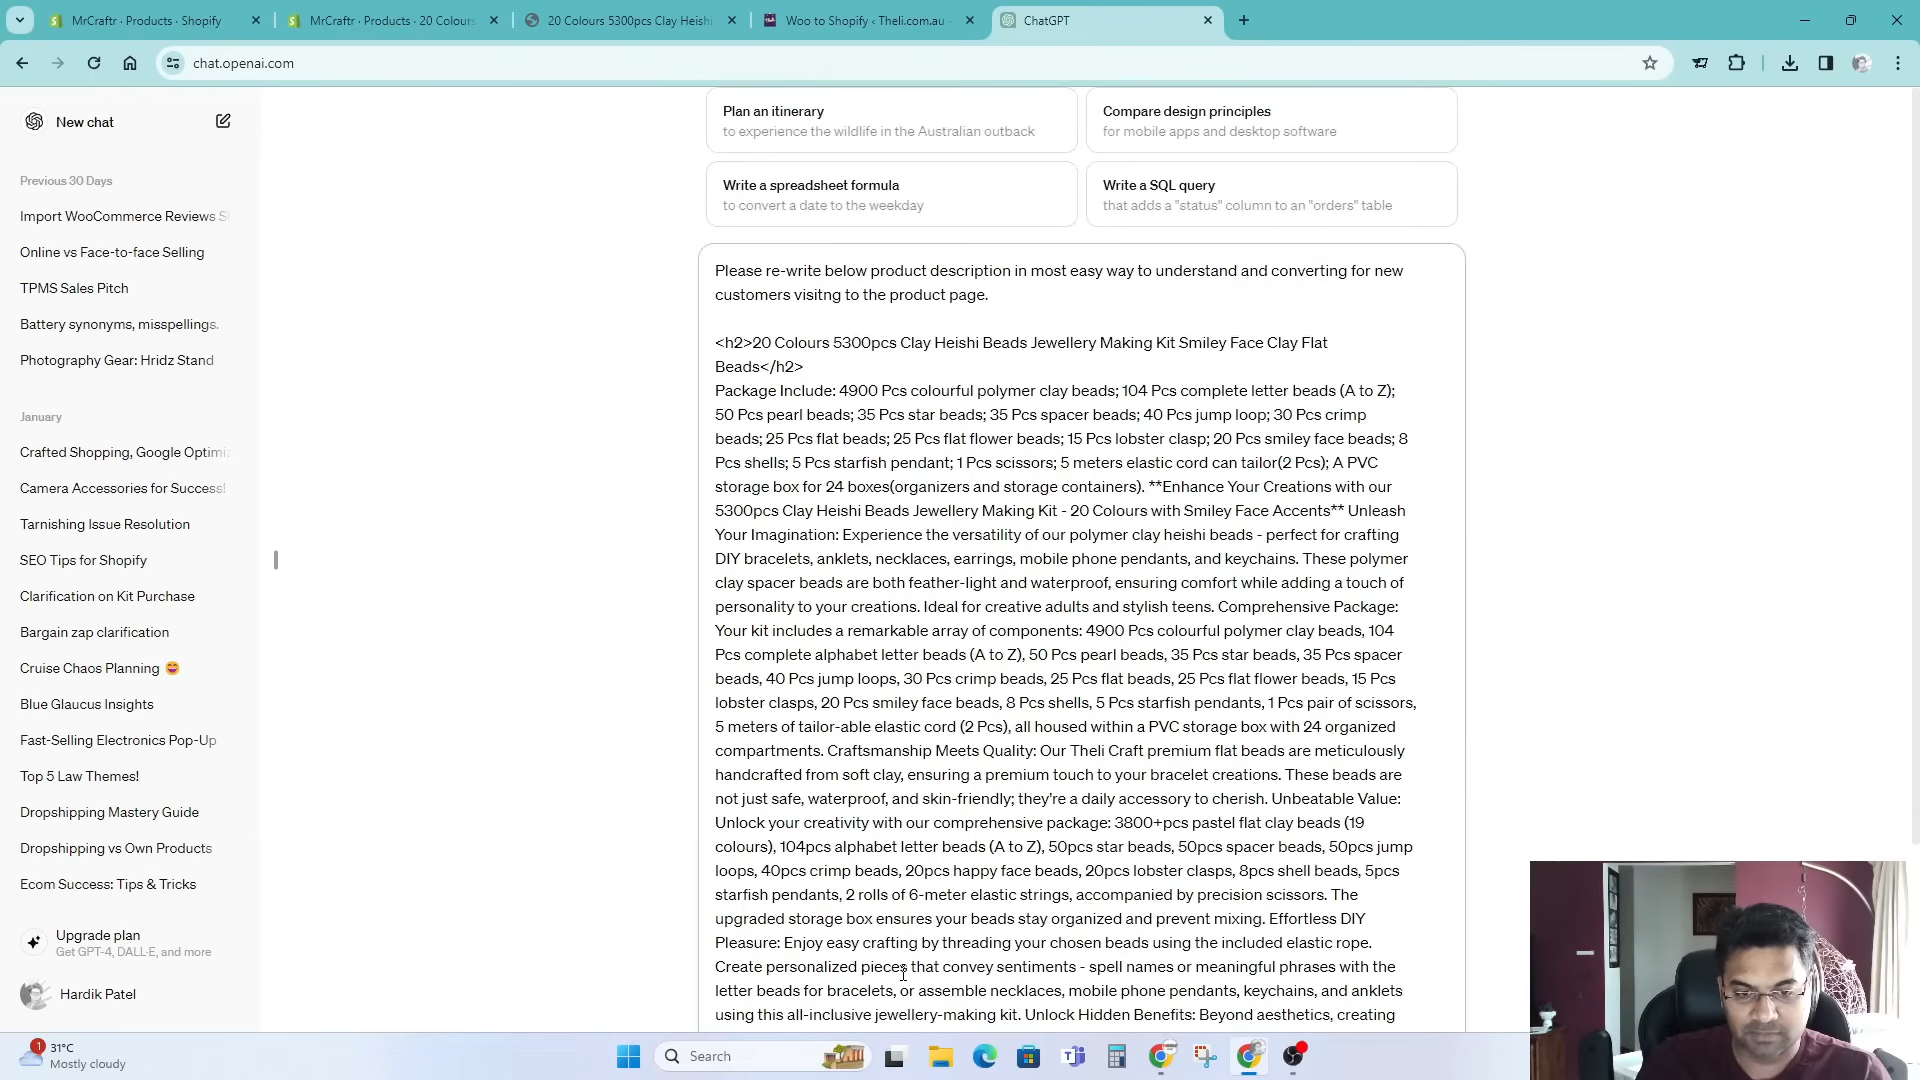 MrCraftr · Products · Shopify
MrCraftr · Products · 20 Colours
20 Colours 5300pcs Clay Heishi
Woo to Shopify ‹ Theli.com.au -
ChatGPT
chat.openai.com
New chat
Previous 30 Days
Import WooCommerce Reviews S
Online vs Face-to-face Selling
TPMS Sales Pitch
Battery synonyms, misspellings.
Photography Gear: Hridz Stand
January
Crafted Shopping, Google Optimi
Camera Accessories for Success!
Tarnishing Issue Resolution
SEO Tips for Shopify
Clarification on Kit Purchase
Bargain zap clarification
Cruise Chaos Planning 😄
Blue Glaucus Insights
Fast-Selling Electronics Pop-Up
Top 5 Law Themes!
Dropshipping Mastery Guide
Dropshipping vs Own Products
Ecom Success: Tips & Tricks
Upgrade plan
Get GPT-4, DALL·E, and more
Hardik Patel
Plan an itinerary
to experience the wildlife in the Australian outback
Compare design principles
for mobile apps and desktop software
Write a spreadsheet formula
to convert a date to the weekday
Write a SQL query
that adds a "status" column to an "orders" table
Please re-write below product description in most easy way to understand and converting for new
customers visitng to the product page.
<h2>20 Colours 5300pcs Clay Heishi Beads Jewellery Making Kit Smiley Face Clay Flat
Beads</h2>
Package Include: 4900 Pcs colourful polymer clay beads; 104 Pcs complete letter beads (A to Z);
50 Pcs pearl beads; 35 Pcs star beads; 35 Pcs spacer beads; 40 Pcs jump loop; 30 Pcs crimp
beads; 25 Pcs flat beads; 25 Pcs flat flower beads; 15 Pcs lobster clasp; 20 Pcs smiley face beads; 8
Pcs shells; 5 Pcs starfish pendant; 1 Pcs scissors; 5 meters elastic cord can tailor(2 Pcs); A PVC
storage box for 24 boxes(organizers and storage containers). **Enhance Your Creations with our
5300pcs Clay Heishi Beads Jewellery Making Kit - 20 Colours with Smiley Face Accents** Unleash
Your Imagination: Experience the versatility of our polymer clay heishi beads - perfect for crafting
DIY bracelets, anklets, necklaces, earrings, mobile phone pendants, and keychains. These polymer
clay spacer beads are both feather-light and waterproof, ensuring comfort while adding a touch of
personality to your creations. Ideal for creative adults and stylish teens. Comprehensive Package:
Your kit includes a remarkable array of components: 4900 Pcs colourful polymer clay beads, 104
Pcs complete alphabet letter beads (A to Z), 50 Pcs pearl beads, 35 Pcs star beads, 35 Pcs spacer
beads, 40 Pcs jump loops, 30 Pcs crimp beads, 25 Pcs flat beads, 25 Pcs flat flower beads, 15 Pcs
lobster clasps, 20 Pcs smiley face beads, 8 Pcs shells, 5 Pcs starfish pendants, 1 Pcs pair of scissors,
5 meters of tailor-able elastic cord (2 Pcs), all housed within a PVC storage box with 24 organized
compartments. Craftsmanship Meets Quality: Our Theli Craft premium flat beads are meticulously
handcrafted from soft clay, ensuring a premium touch to your bracelet creations. These beads are
not just safe, waterproof, and skin-friendly; they're a daily accessory to cherish. Unbeatable Value:
Unlock your creativity with our comprehensive package: 3800+pcs pastel flat clay beads (19
colours), 104pcs alphabet letter beads (A to Z), 50pcs star beads, 50pcs spacer beads, 50pcs jump
loops, 40pcs crimp beads, 20pcs happy face beads, 20pcs lobster clasps, 8pcs shell beads, 5pcs
starfish pendants, 2 rolls of 6-meter elastic strings, accompanied by precision scissors. The
upgraded storage box ensures your beads stay organized and prevent mixing. Effortless DIY
Pleasure: Enjoy easy crafting by threading your chosen beads using the included elastic rope.
Create personalized pieces that convey sentiments - spell names or meaningful phrases with the
letter beads for bracelets, or assemble necklaces, mobile phone pendants, keychains, and anklets
using this all-inclusive jewellery-making kit. Unlock Hidden Benefits: Beyond aesthetics, creating
1
31°C
Mostly cloudy
Search